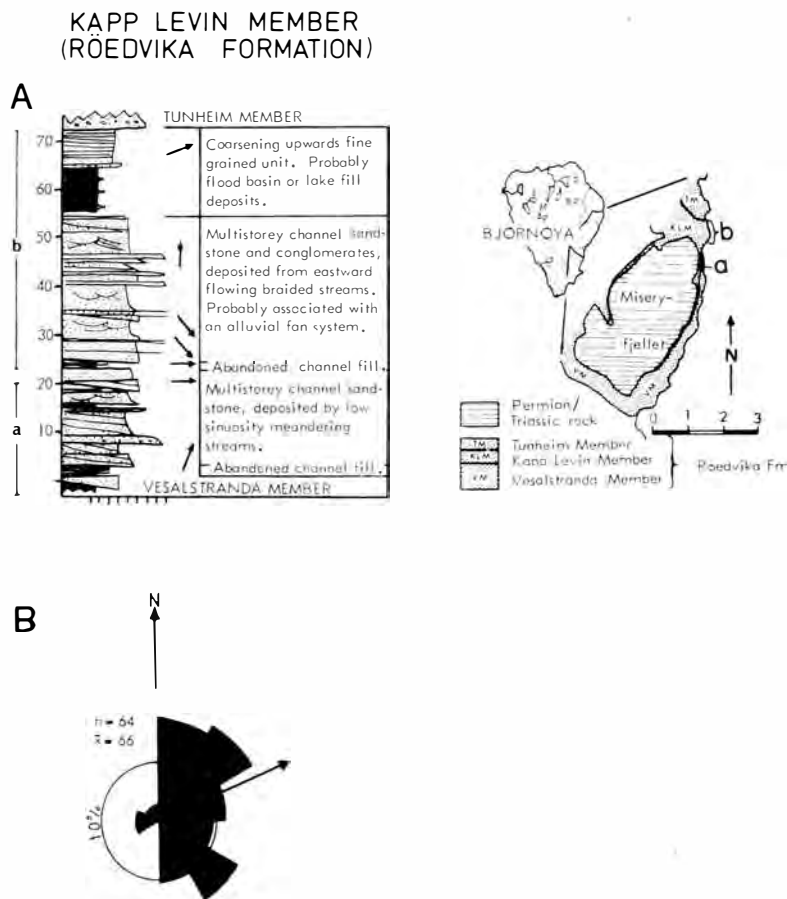 KAPP LEVIN MEMBER
(RÖEDVIKA FORMATION)
A
TUNHEIM MEMBER
70
60
50
40
30
20
10
b
a
Coarsening upwards fine
grained unit. Probably
flood basin or lake fill
deposits.
Multistorey channel sand-
stone and conglomerates,
deposited from eastward
flowing braided streams.
Probably associated with
an alluvial fan system.
Abandoned channel fill.
Multistorey channel sand-
stone, deposited by low
sinuosity meandering
streams.
Abandoned channel fill.
VESALSTRANDA MEMBER
BJØRNØYA
TM
KLM
b
a
Misery-
fjellet
N
VM
VM
Permian/
Triassic rock
0 1 2 3
TM Tunheim Member
KLM Kapp Levin Member
VM Vesalstranda Member
Röedvika Fm
B
N
n = 64
x̄ = 66
10%